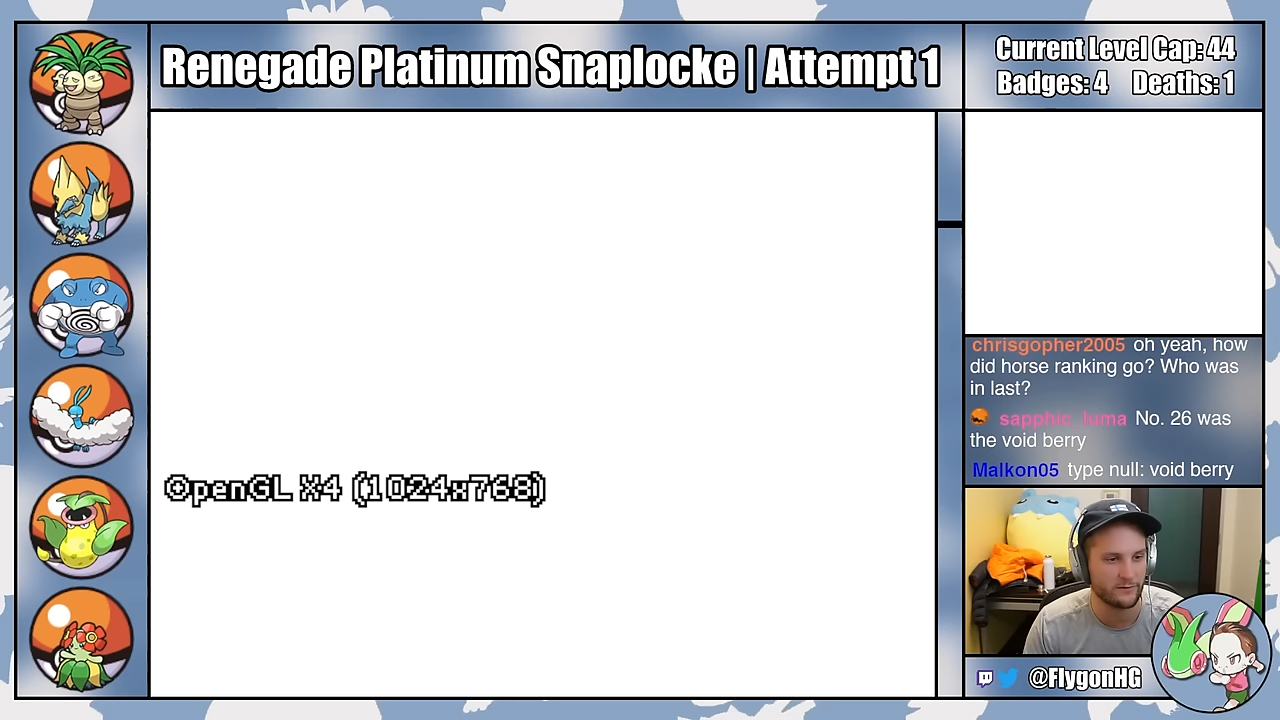 Renegade Platinum Snaplocke | Attempt 1
Current Level Cap: 44
Badges: 4 Deaths: 1
OpenGL X4 (1024x768)
chrisgopher2005 oh yeah, how
did horse ranking go? Who was
in last?
sapphic_luma No. 26 was
the void berry
Malkon05 type null: void berry
@FlygonHG